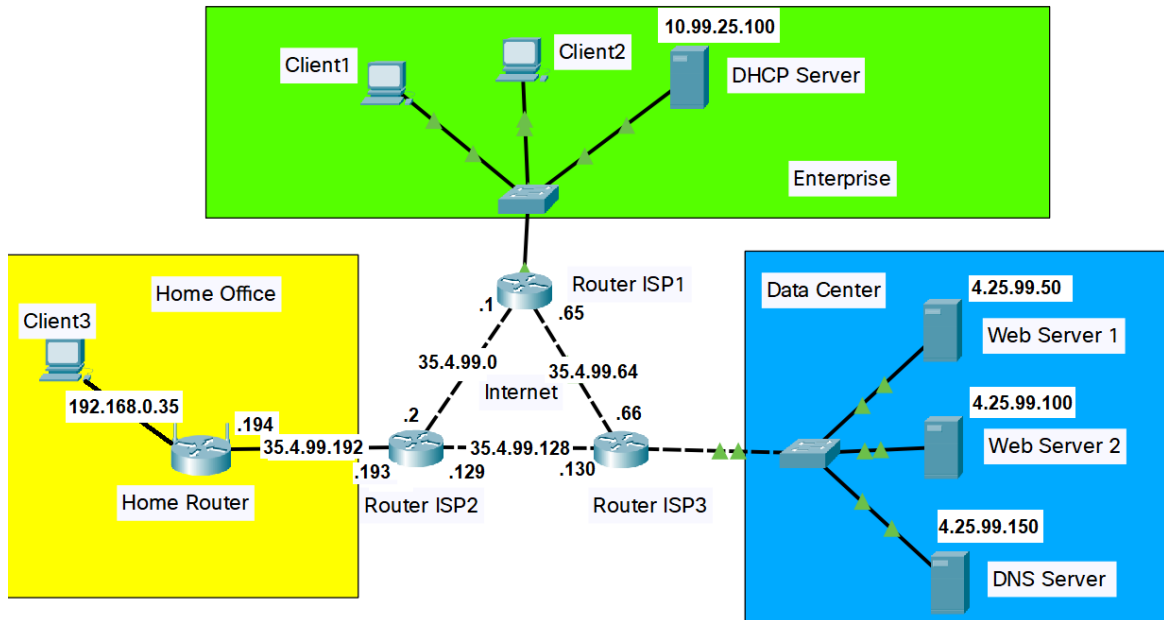 10.99.25.100
Client2
Client1
DHCP Server
Enterprise
Home Office
Router ISP1
Data Center
4.25.99.50
.1
.65
Client3
Web Server 1
35.4.99.0
35.4.99.64
Internet
192.168.0.35
4.25.99.100
.194
.2
.66
35.4.99.192
35.4.99.128
Web Server 2
.193
.129
.130
Home Router
Router ISP2
Router ISP3
4.25.99.150
DNS Server